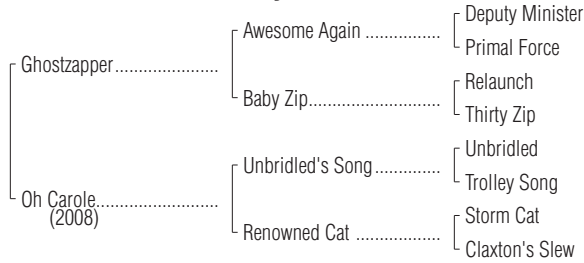 Deputy Minister
Awesome Again ................
Primal Force
Ghostzapper......................
Relaunch
Baby Zip............................
Thirty Zip
Unbridled
Unbridled's Song..............
Trolley Song
Oh Carole..........................
(2008)
Storm Cat
Renowned Cat ..................
Claxton's Slew